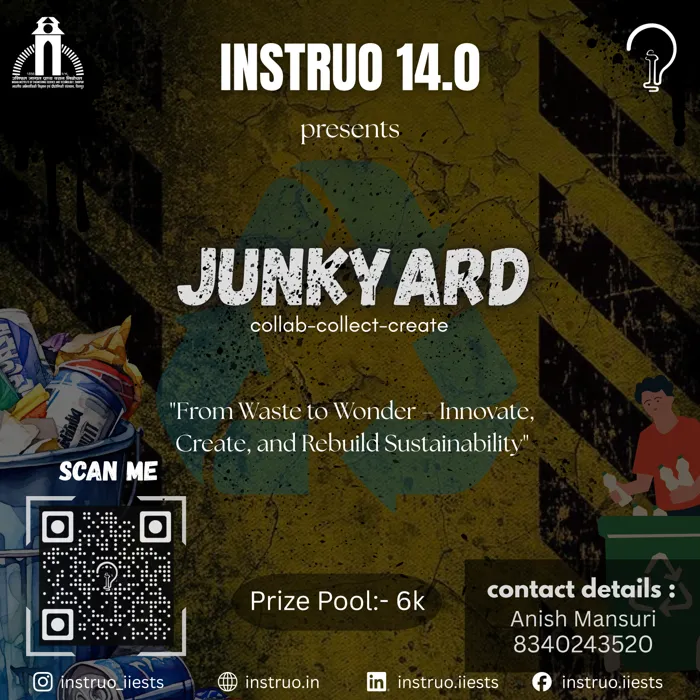 INSTRUO 14.0
presents
JUNKYARD
collab-collect-create
"From Waste to Wonder – Innovate,
Create, and Rebuild Sustainability"
SCAN ME
Prize Pool:- 6k
contact details :
Anish Mansuri
8340243520
instruo_iiests
instruo.in
instruo.iiests
instruo.iiests